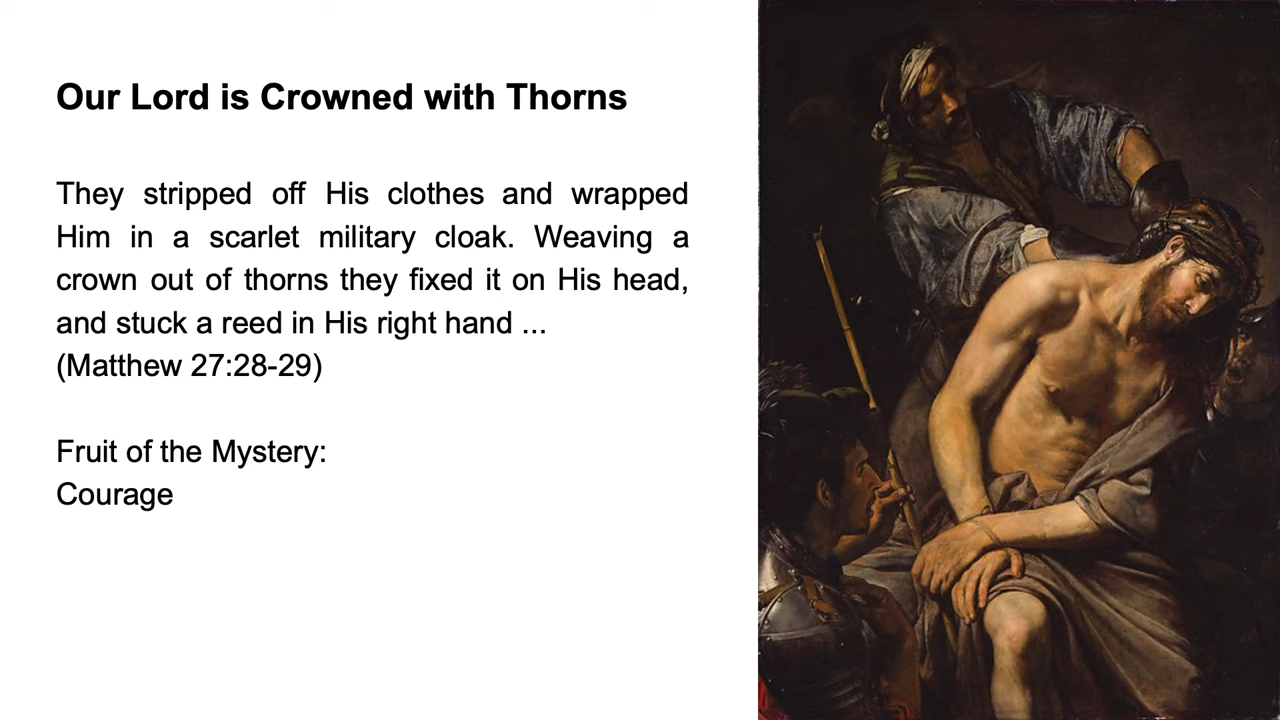 Our Lord is Crowned with Thorns
They stripped off His clothes and wrapped
Him in a scarlet military cloak. Weaving a
crown out of thorns they fixed it on His head,
and stuck a reed in His right hand ...
(Matthew 27:28-29)
Fruit of the Mystery:
Courage